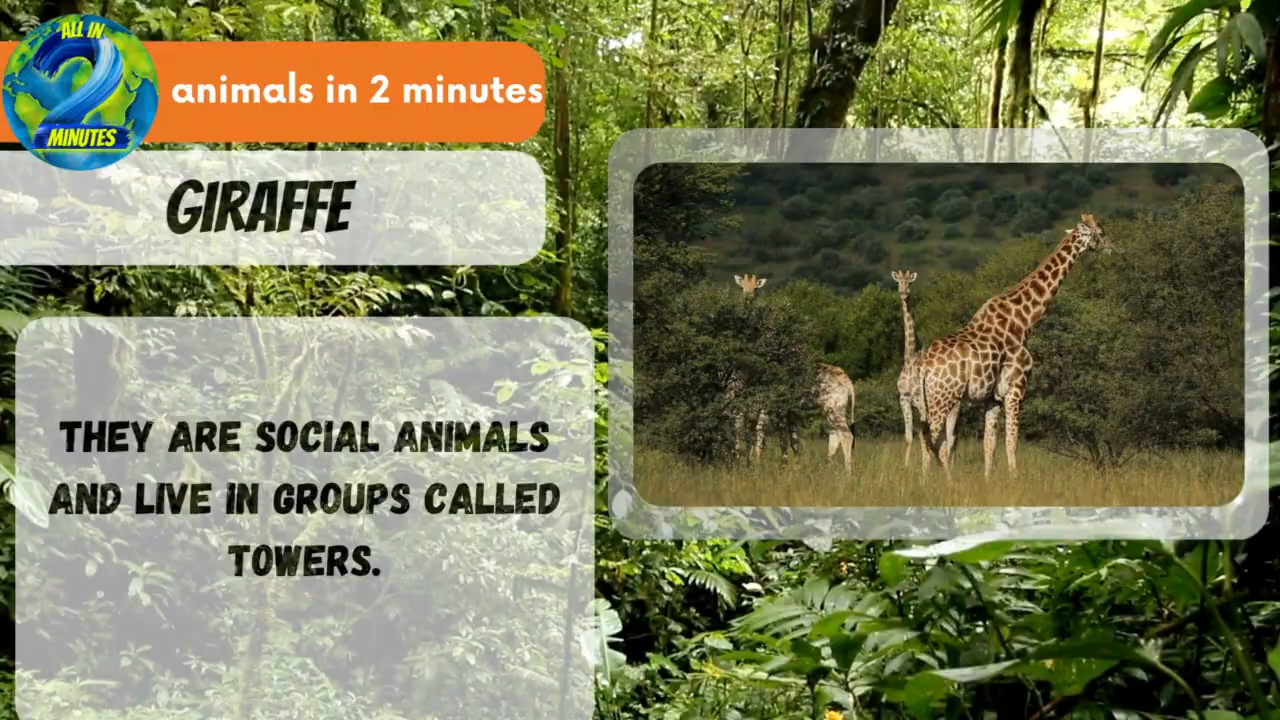 ALL IN
2
MINUTES
animals in 2 minutes
GIRAFFE
THEY ARE SOCIAL ANIMALS
AND LIVE IN GROUPS CALLED
TOWERS.